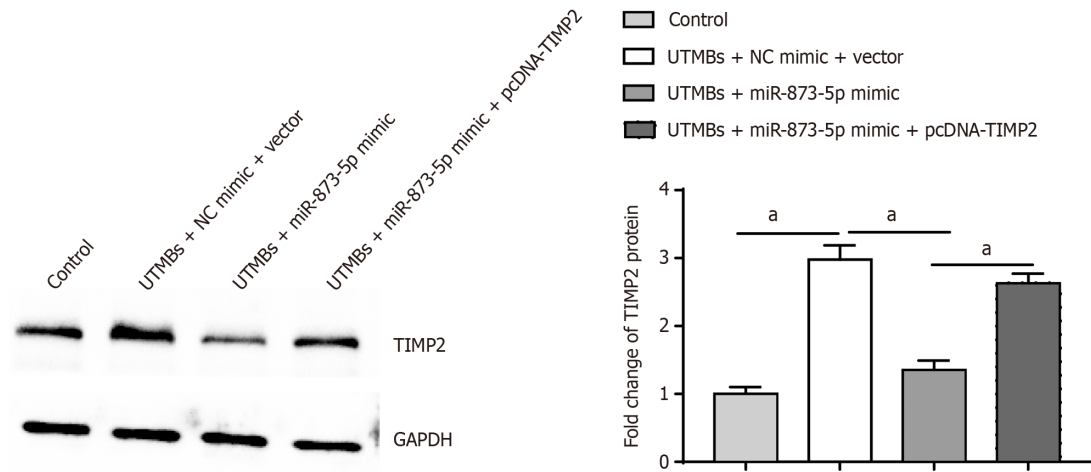 Control
UTMBs + NC mimic + vector
UTMBs + miR-873-5p mimic
UTMBs + miR-873-5p mimic + pcDNA-TIMP2
TIMP2
GAPDH
Control
UTMBs + NC mimic + vector
UTMBs + miR-873-5p mimic
UTMBs + miR-873-5p mimic + pcDNA-TIMP2
Fold change of TIMP2 protein
4
3
2
1
0
a
a
a